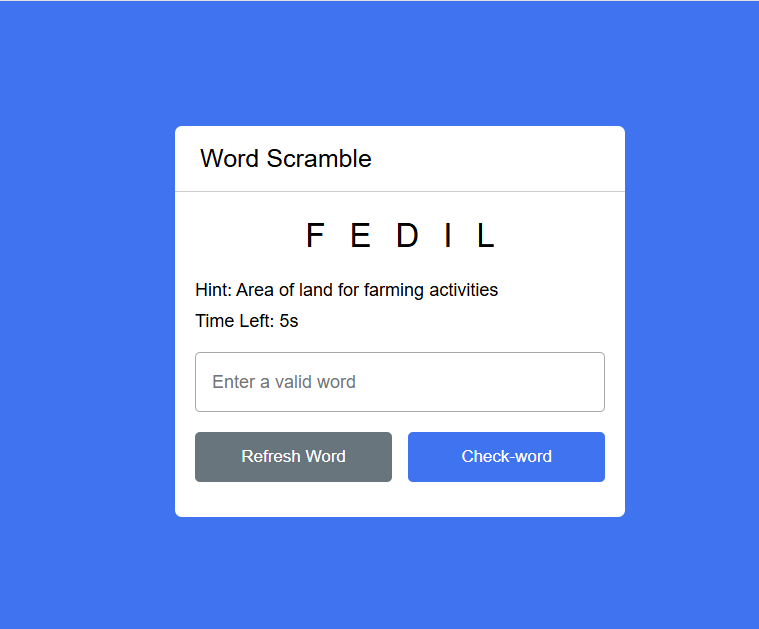 Word Scramble
F E D I L
Hint: Area of land for farming activities
Time Left: 5s
Enter a valid word
Refresh Word
Check-word